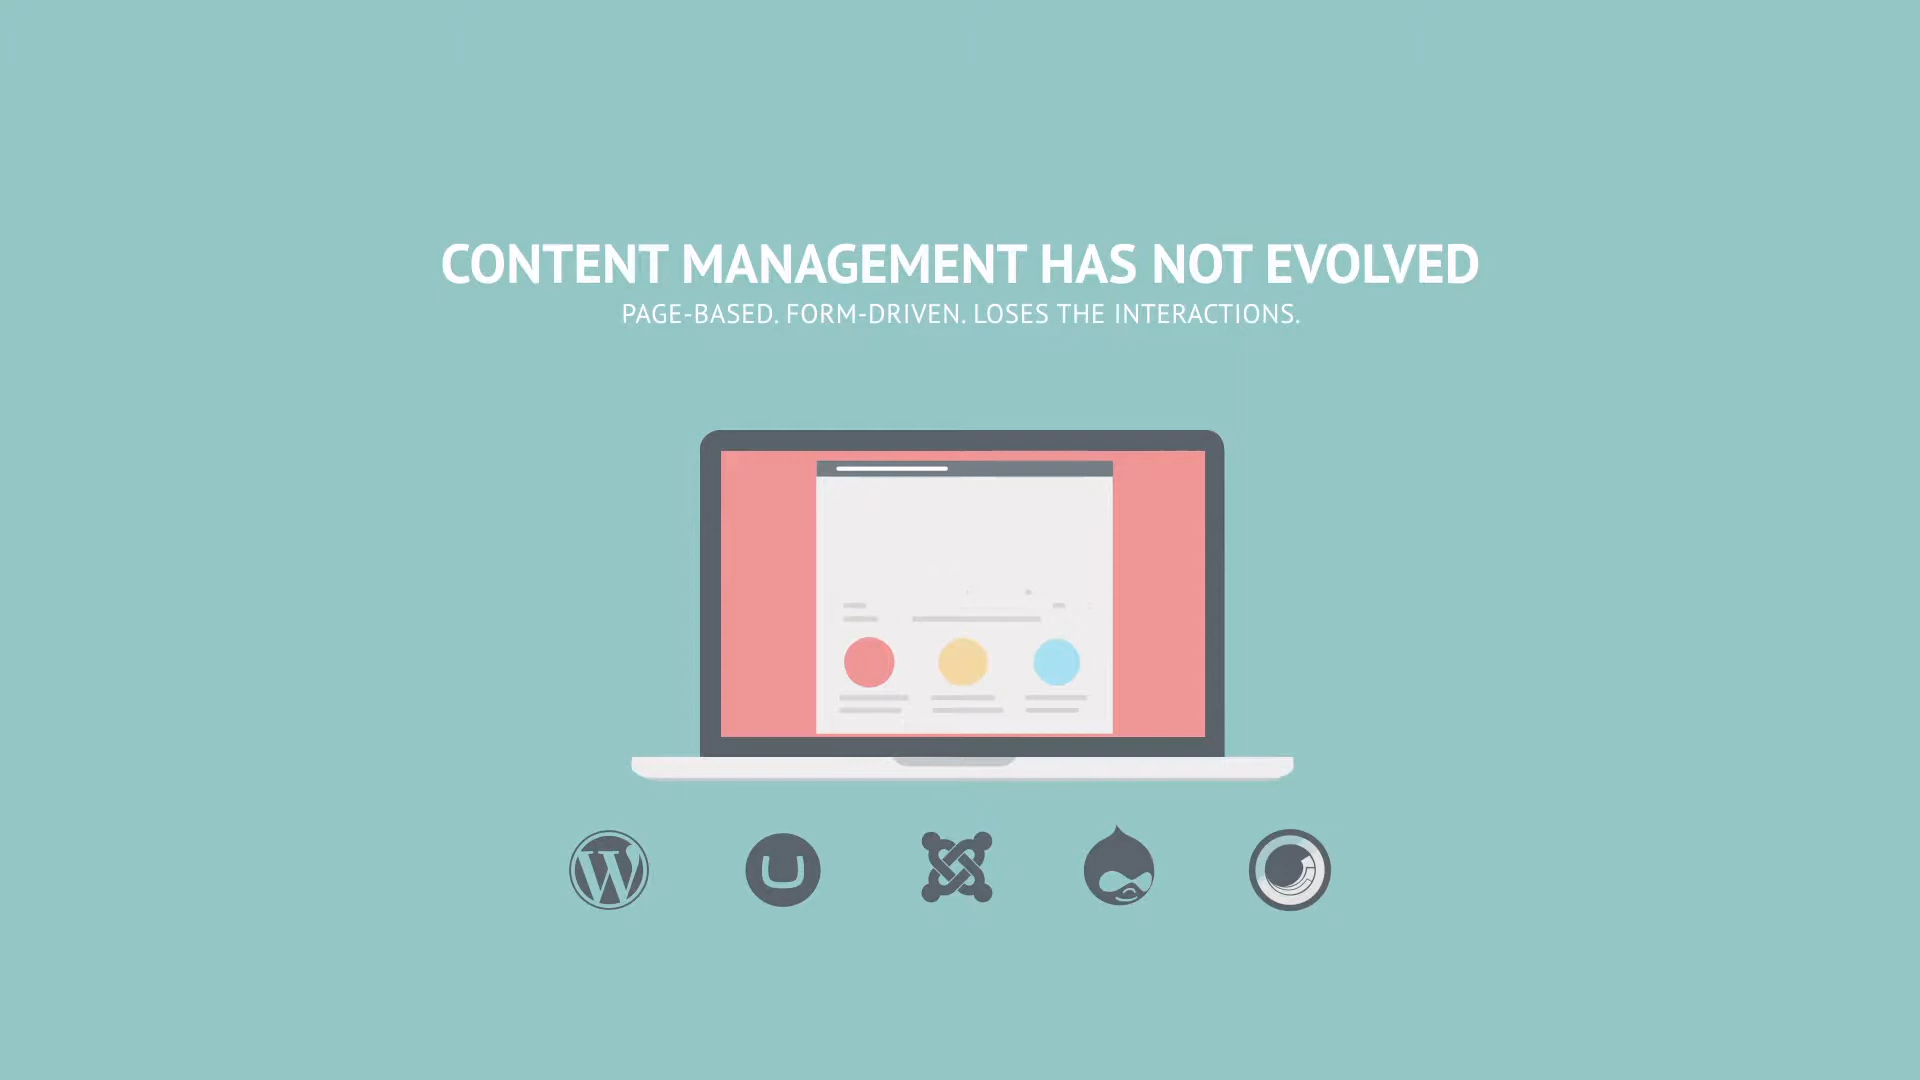 CONTENT MANAGEMENT HAS NOT EVOLVED
PAGE-BASED. FORM-DRIVEN. LOSES THE INTERACTIONS.